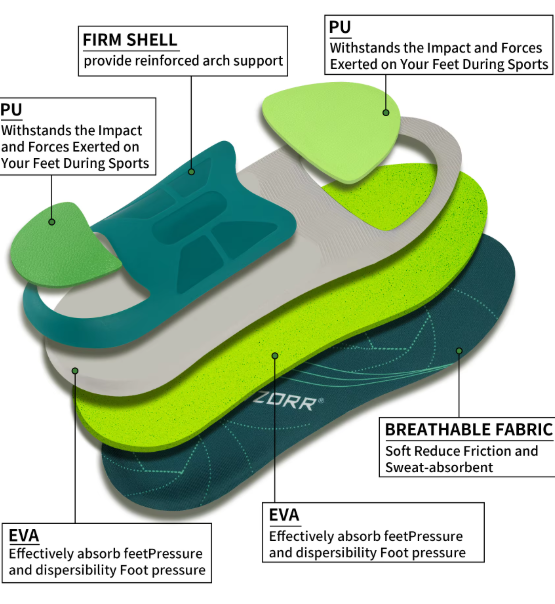 FIRM SHELL
provide reinforced arch support
PU
Withstands the Impact and Forces
Exerted on Your Feet During Sports
PU
Withstands the Impact
and Forces Exerted on
Your Feet During Sports
ZORR®
BREATHABLE FABRIC
Soft Reduce Friction and
Sweat-absorbent
EVA
Effectively absorb feetPressure
and dispersibility Foot pressure
EVA
Effectively absorb feetPressure
and dispersibility Foot pressure